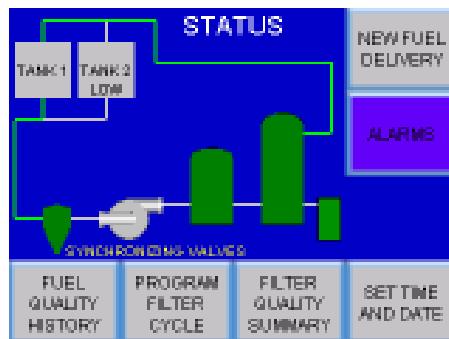 STATUS
NEW FUEL
DELIVERY
TANK 1
TANK 2
LOW
ALARMS
SYNCHRONIZING VALVES
FUEL
QUALITY
HISTORY
PROGRAM
FILTER
CYCLE
FILTER
QUALITY
SUMMARY
SET TIME
AND DATE